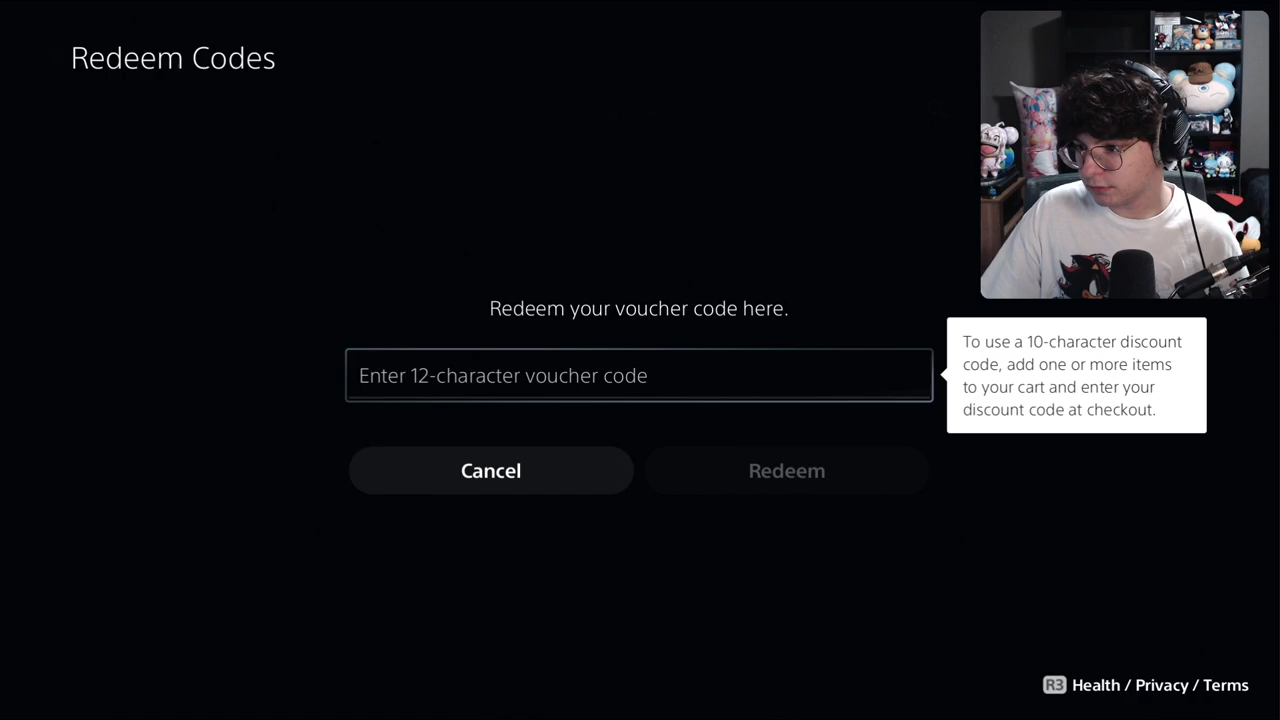 Redeem Codes
Redeem your voucher code here.
Enter 12-character voucher code
To use a 10-character discount
code, add one or more items
to your cart and enter your
discount code at checkout.
Cancel
Redeem
R3 Health / Privacy / Terms